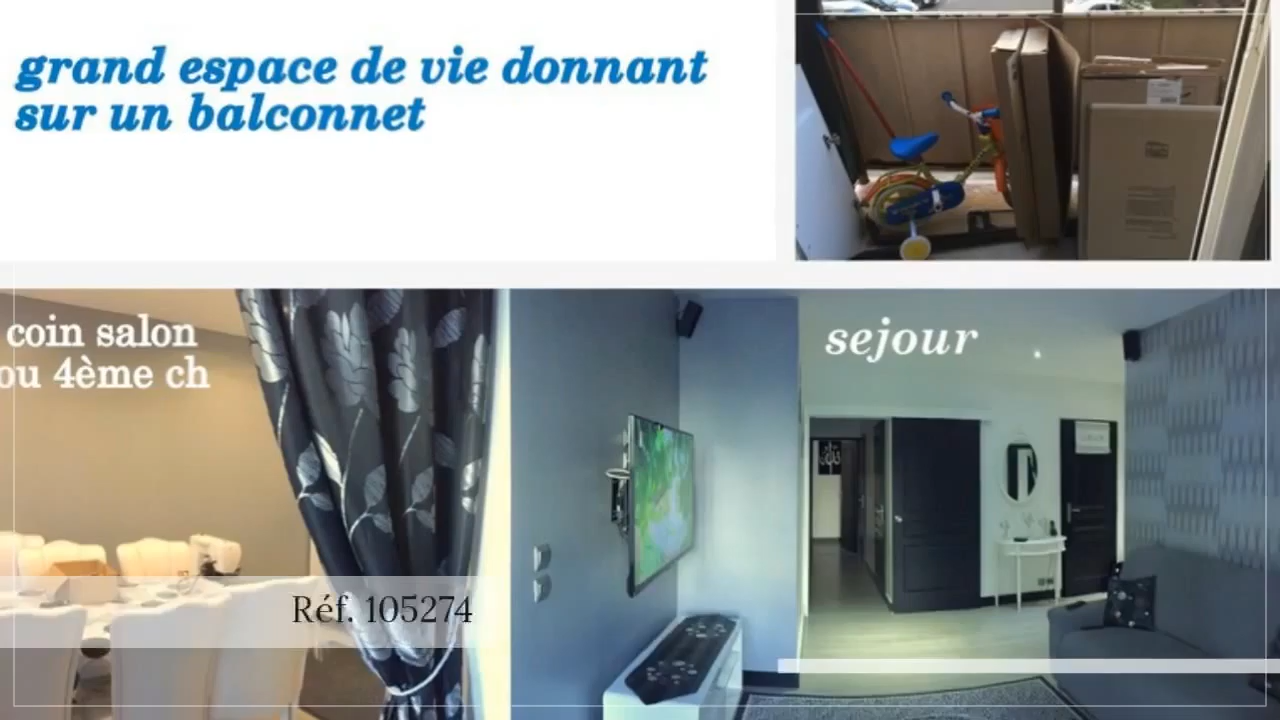 grand espace de vie donnant
sur un balconnet
coin salon
ou 4ème ch
sejour
Réf. 105274